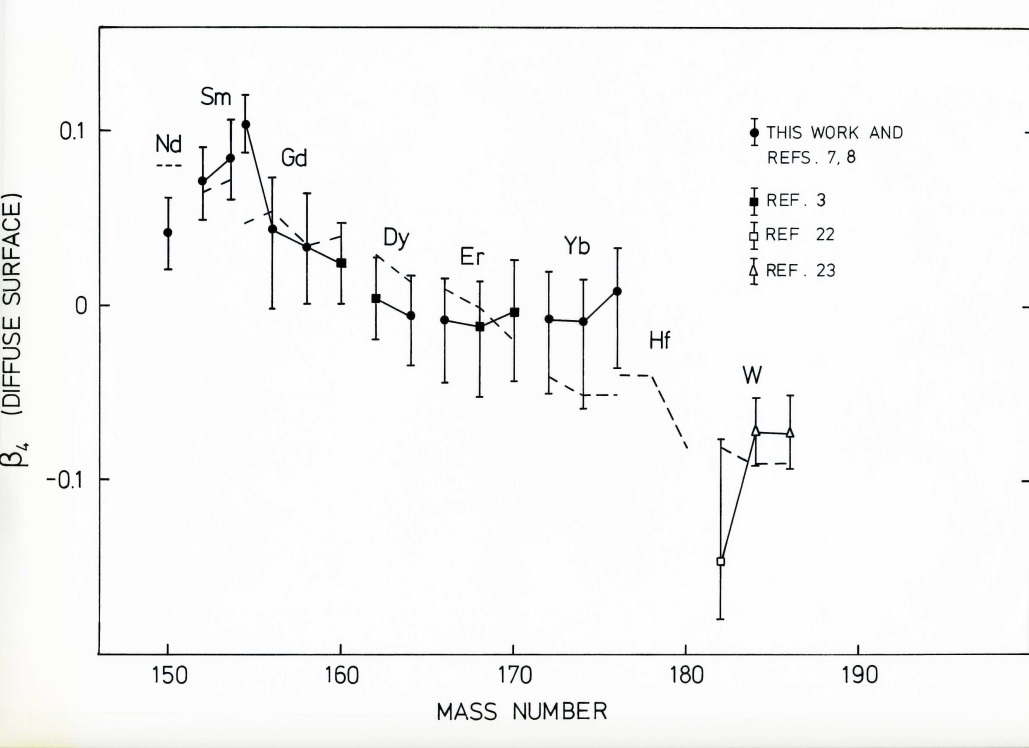 Sm
Nd
Gd
Dy
Er
Yb
Hf
W
THIS WORK AND
REFS. 7, 8
REF. 3
REF 22
REF. 23
0.1
0
-0.1
β₄ (DIFFUSE SURFACE)
150 160 170 180 190
MASS NUMBER